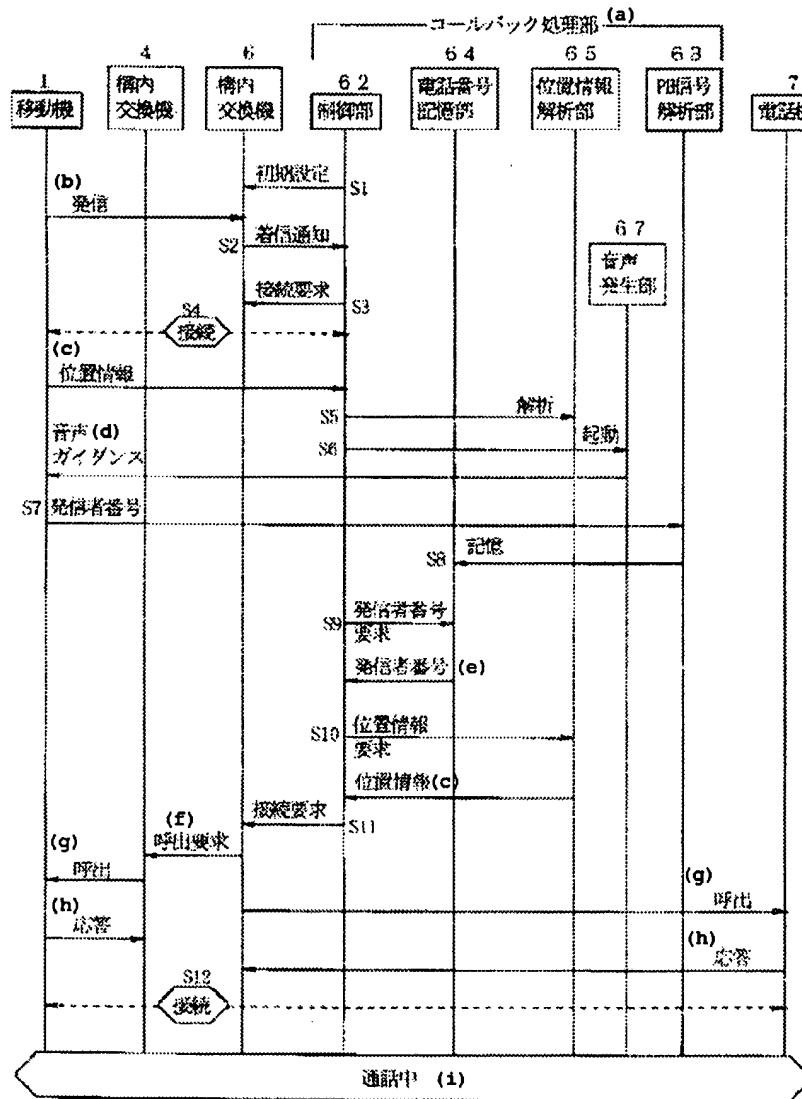 コールバック処理部 (a)
1
移動機
4
構内
交換機
6
構内
交換機
62
制御部
64
電話番号
記憶部
65
位置情報
解析部
63
PB信号
解析部
7
電話機
初期設定
S1
(b)
発信
S2
着信通知
67
音声
発生部
接続要求
S3
S4
接続
(c)
位置情報
S5
解析
音声(d)
ガイダンス
S6
起動
S7
発信者番号
S8
記憶
S9
発信者番号
要求
発信者番号 (e)
S10
位置情報
要求
位置情報(c)
接続要求
S11
(f)
呼出要求
(g)
呼出
(g)
呼出
(h)
応答
(h)
応答
S12
接続
通話中 (i)